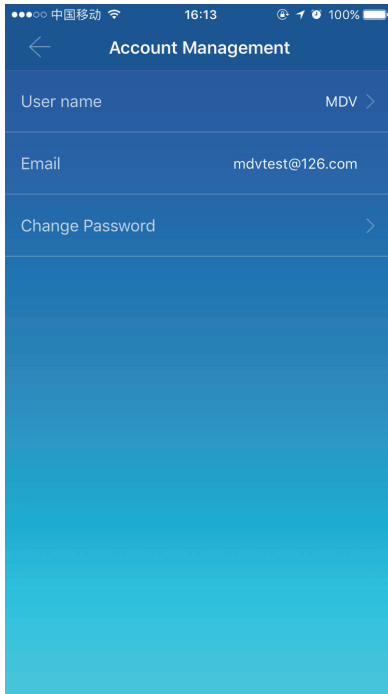 中国移动 16:13 100%
Account Management
User name MDV
Email mdvtest@126.com
Change Password